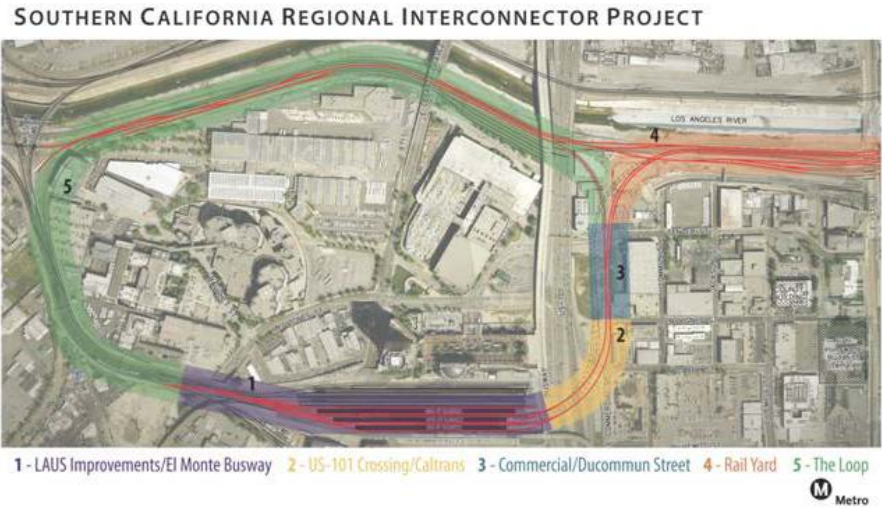 SOUTHERN CALIFORNIA REGIONAL INTERCONNECTOR PROJECT
LOS ANGELES RIVER
4
5
3
2
1
1 - LAUS Improvements/El Monte Busway 2 - US-101 Crossing/Caltrans 3 - Commercial/Ducommun Street 4 - Rail Yard 5 - The Loop
M Metro